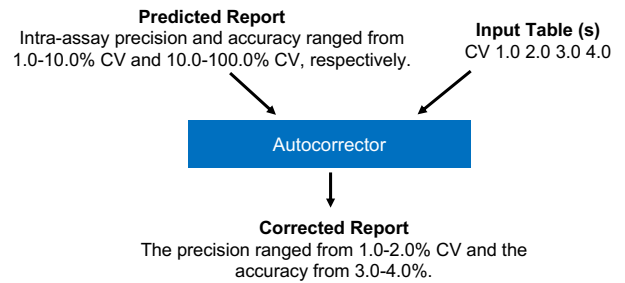 Predicted Report
Intra-assay precision and accuracy ranged from
1.0-10.0% CV and 10.0-100.0% CV, respectively.
Input Table (s)
CV 1.0 2.0 3.0 4.0
Autocorrector
Corrected Report
The precision ranged from 1.0-2.0% CV and the
accuracy from 3.0-4.0%.